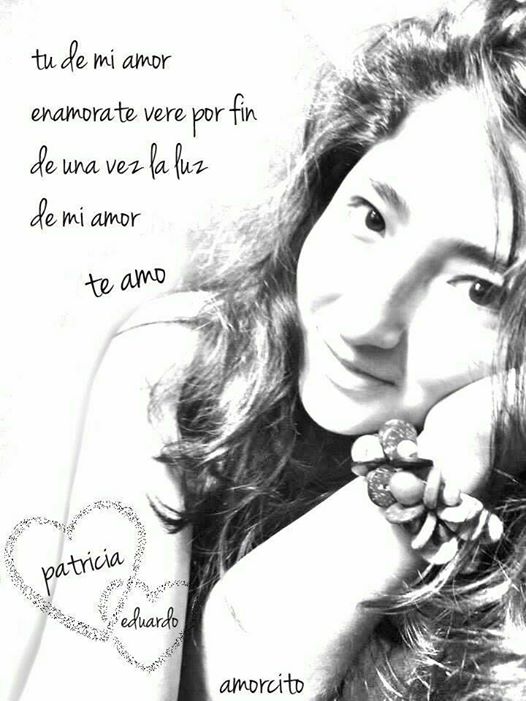 tu de mi amor
enamorate vere por fin
de una vez la luz
de mi amor
te amo
patricia
eduardo
amorcito